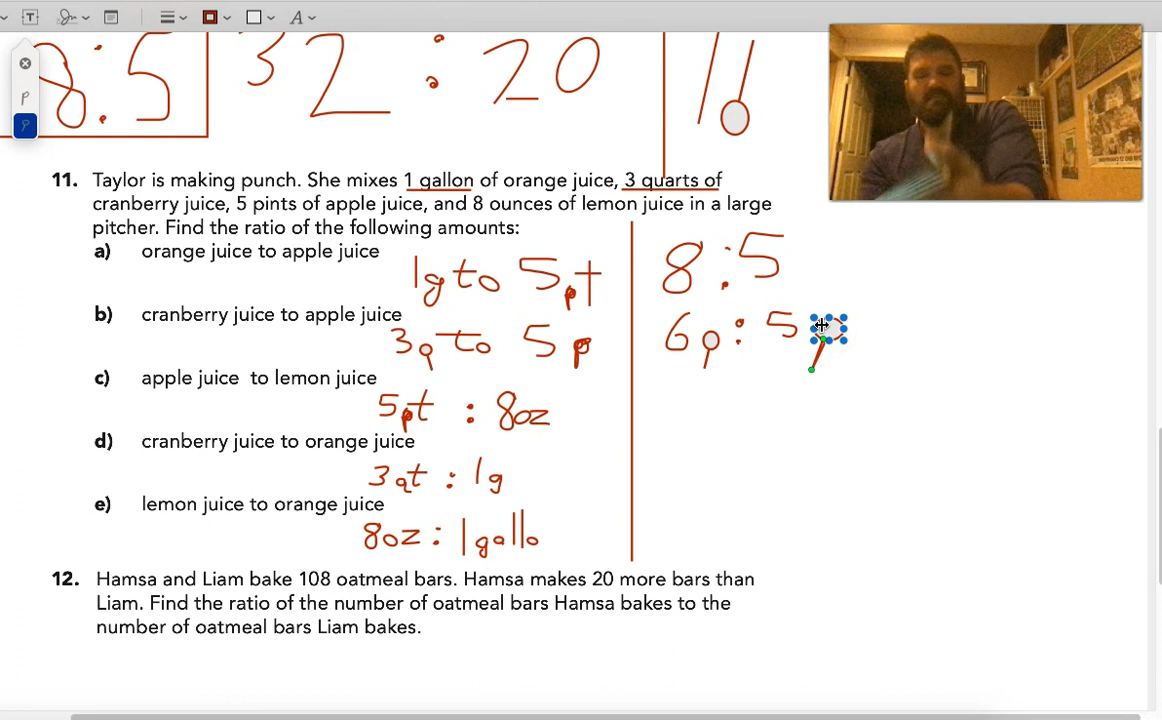 T A
8:5 32 : 20
11. Taylor is making punch. She mixes 1 gallon of orange juice, 3 quarts of
cranberry juice, 5 pints of apple juice, and 8 ounces of lemon juice in a large
pitcher. Find the ratio of the following amounts:
a) orange juice to apple juice
1g to 5pt 8:5
b) cranberry juice to apple juice
3q to 5p 6p : 5p
c) apple juice to lemon juice
5pt : 8oz
d) cranberry juice to orange juice
3qt : 1g
e) lemon juice to orange juice
8oz : 1gallo
12. Hamsa and Liam bake 108 oatmeal bars. Hamsa makes 20 more bars than
Liam. Find the ratio of the number of oatmeal bars Hamsa bakes to the
number of oatmeal bars Liam bakes.